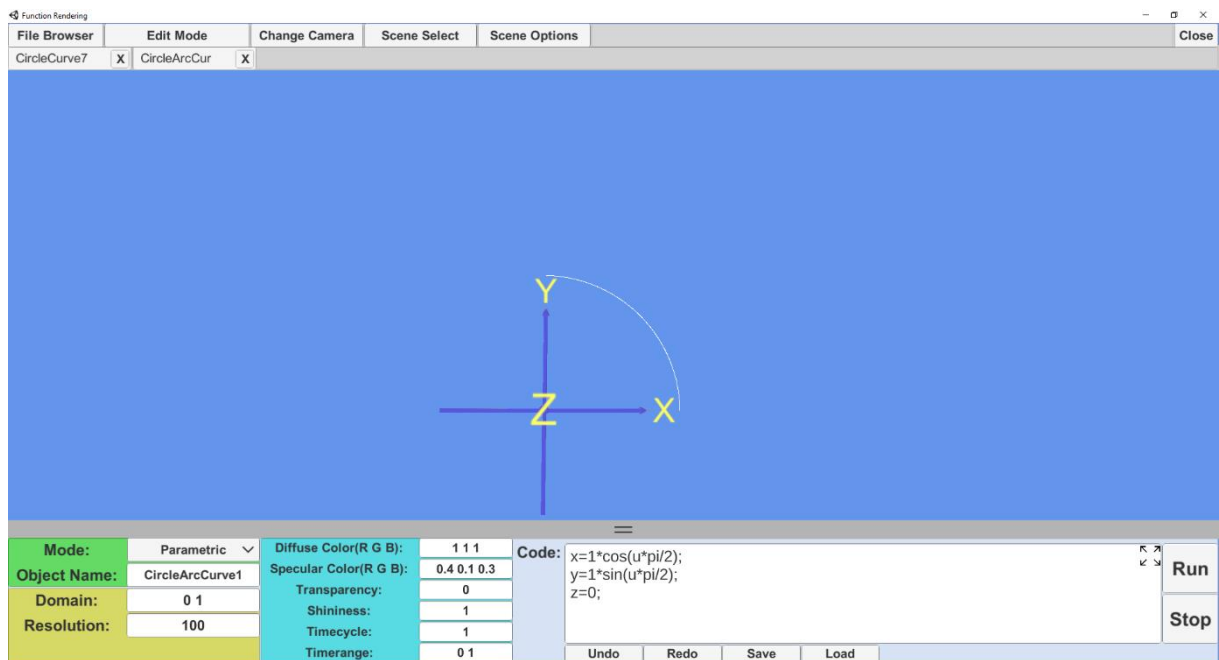 Function Rendering
File Browser Edit Mode Change Camera Scene Select Scene Options Close
CircleCurve7 X CircleArcCur X
Y
Z X
Mode: Parametric
Object Name: CircleArcCurve1
Domain: 0 1
Resolution: 100
Diffuse Color(R G B): 1 1 1
Specular Color(R G B): 0.4 0.1 0.3
Transparency: 0
Shininess: 1
Timecycle: 1
Timerange: 0 1
Code:
x=1*cos(u*pi/2);
y=1*sin(u*pi/2);
z=0;
Run
Stop
Undo Redo Save Load